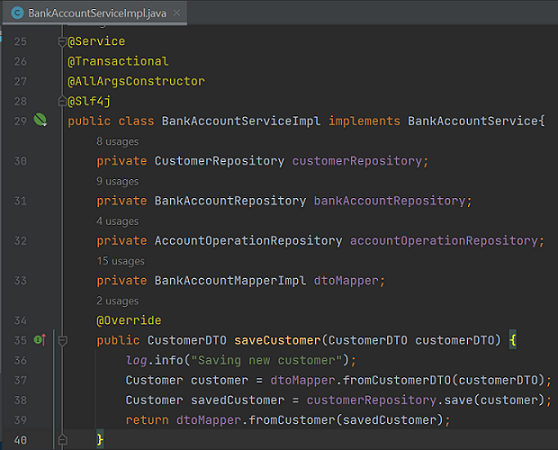 BankAccountServiceImpl.java
25 @Service
26 @Transactional
27 @AllArgsConstructor
28 @Slf4j
29 public class BankAccountServiceImpl implements BankAccountService{
8 usages
30 private CustomerRepository customerRepository;
9 usages
31 private BankAccountRepository bankAccountRepository;
4 usages
32 private AccountOperationRepository accountOperationRepository;
15 usages
33 private BankAccountMapperImpl dtoMapper;
2 usages
34 @Override
35 public CustomerDTO saveCustomer(CustomerDTO customerDTO) {
36 log.info("Saving new customer");
37 Customer customer = dtoMapper.fromCustomerDTO(customerDTO);
38 Customer savedCustomer = customerRepository.save(customer);
39 return dtoMapper.fromCustomer(savedCustomer);
40 }